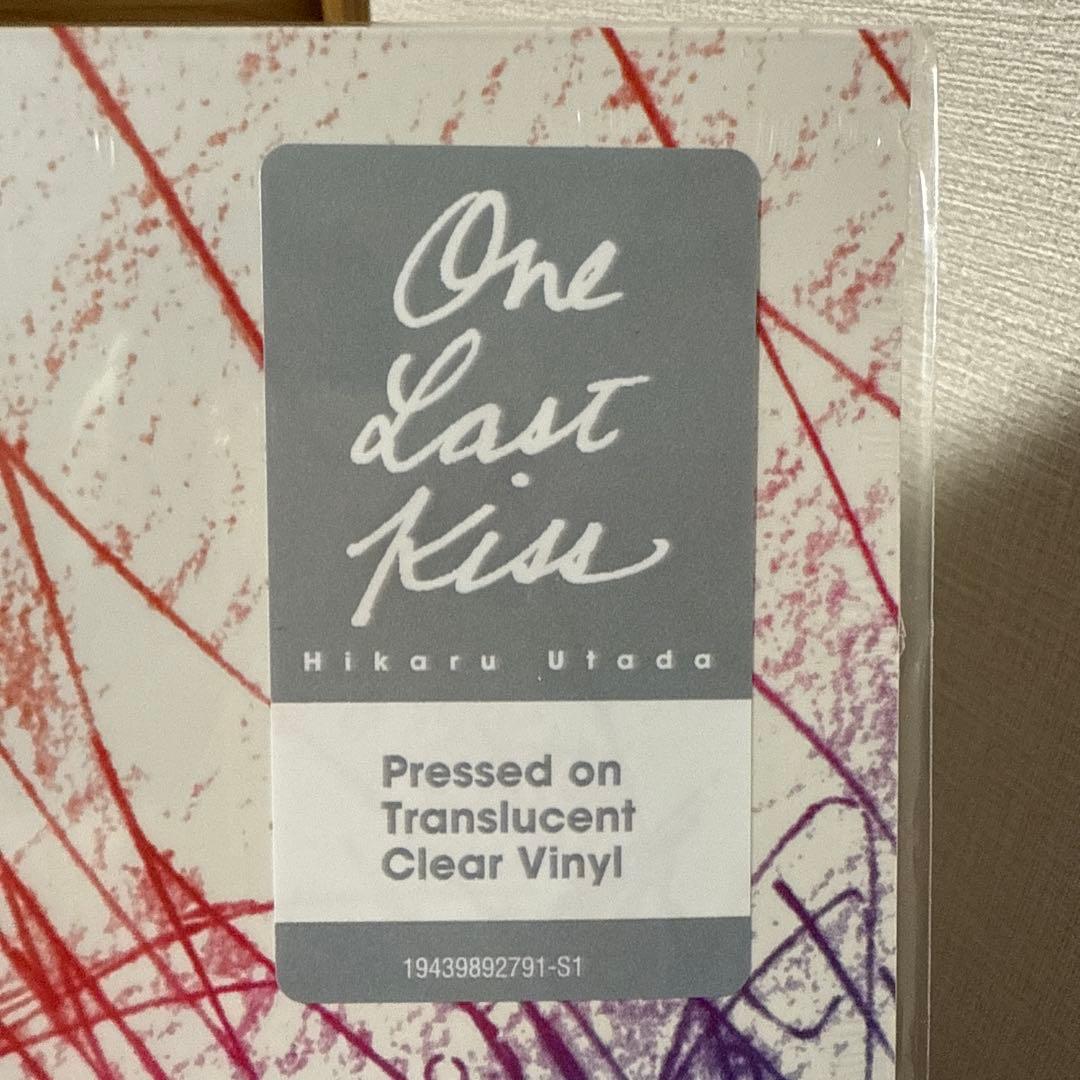 One
Last
Kiss
Hikaru Utada
Pressed on
Translucent
Clear Vinyl
19439892791-S1